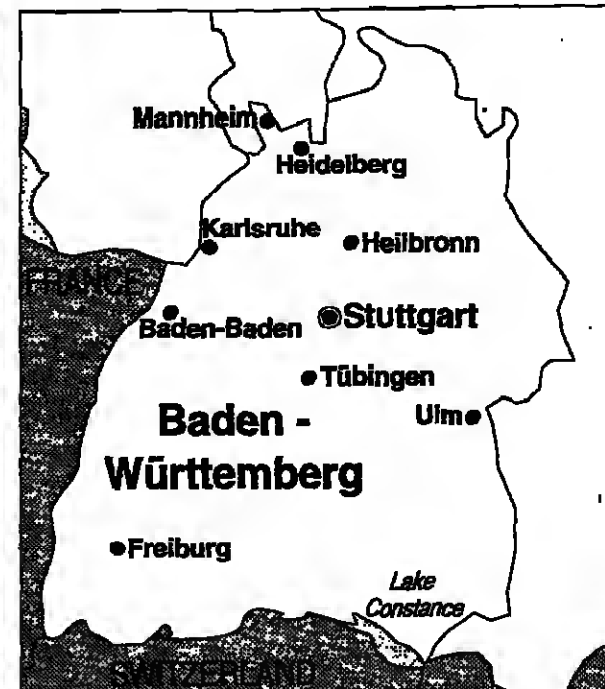 Mannheim
Heidelberg
Karlsruhe
Heilbronn
FRANCE
Baden-Baden
Stuttgart
Tübingen
Ulm
Baden -
Württemberg
Freiburg
Lake
Constance
SWITZERLAND